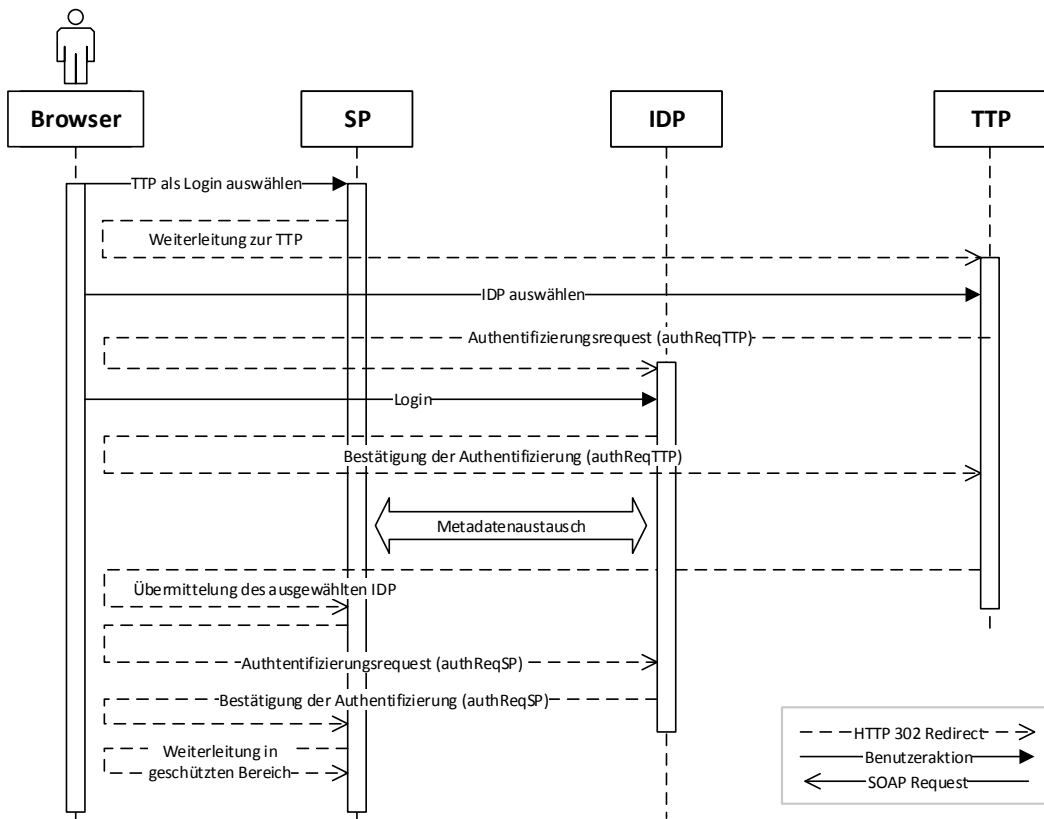 Browser
SP
IDP
TTP
TTP als Login auswählen
Weiterleitung zur TTP
IDP auswählen
Authentifizierungsrequest (authReqTTP)
Login
Bestätigung der Authentifizierung (authReqTTP)
Metadatenaustausch
Übermittelung des ausgewählten IDP
Authtentifizierungsrequest (authReqSP)
Bestätigung der Authentifizierung (authReqSP)
Weiterleitung in
geschützten Bereich
HTTP 302 Redirect
Benutzeraktion
SOAP Request